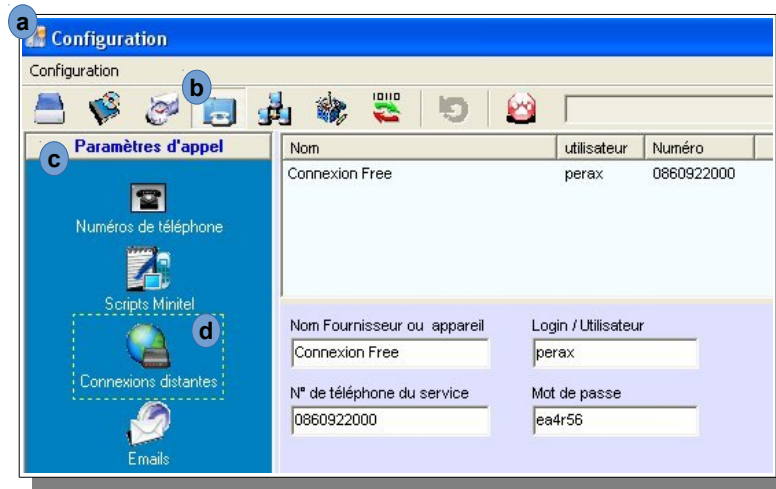 a
Configuration
Configuration
b
10110
c
Paramètres d'appel
Nom utilisateur Numéro
Connexion Free perax 0860922000
Numéros de téléphone
Scripts Minitel
d
Connexions distantes
Emails
Nom Fournisseur ou appareil Login / Utilisateur
Connexion Free perax
N° de téléphone du service Mot de passe
0860922000 ea4r56